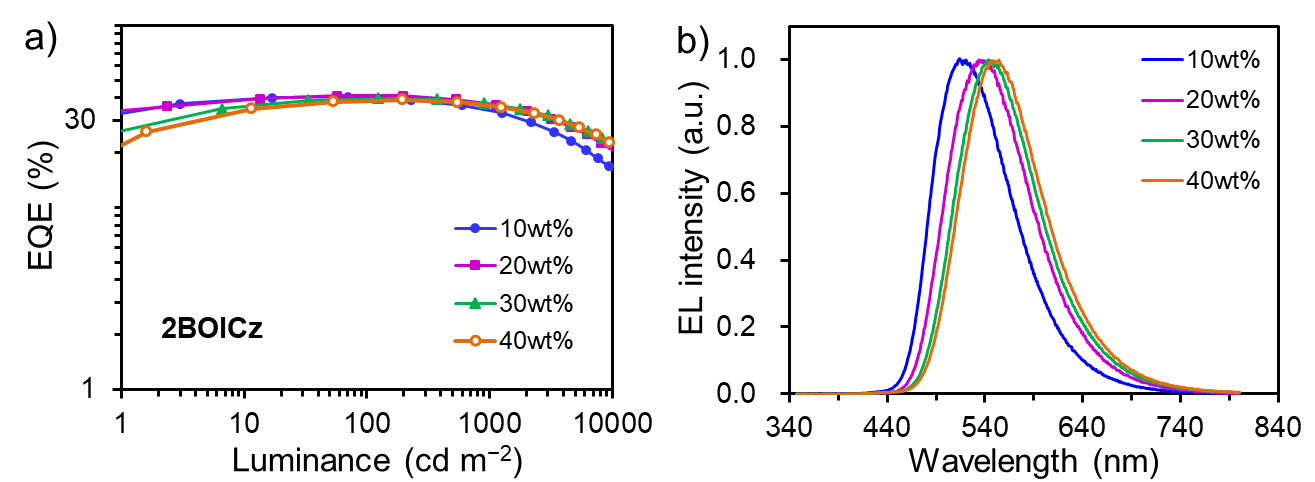 a)
EQE (%)
30
1
10wt%
20wt%
30wt%
40wt%
2BOICz
1 10 100 1000 10000
Luminance (cd m⁻²)
b)
EL intensity (a.u.)
1.0
0.8
0.6
0.4
0.2
0.0
10wt%
20wt%
30wt%
40wt%
340 440 540 640 740 840
Wavelength (nm)